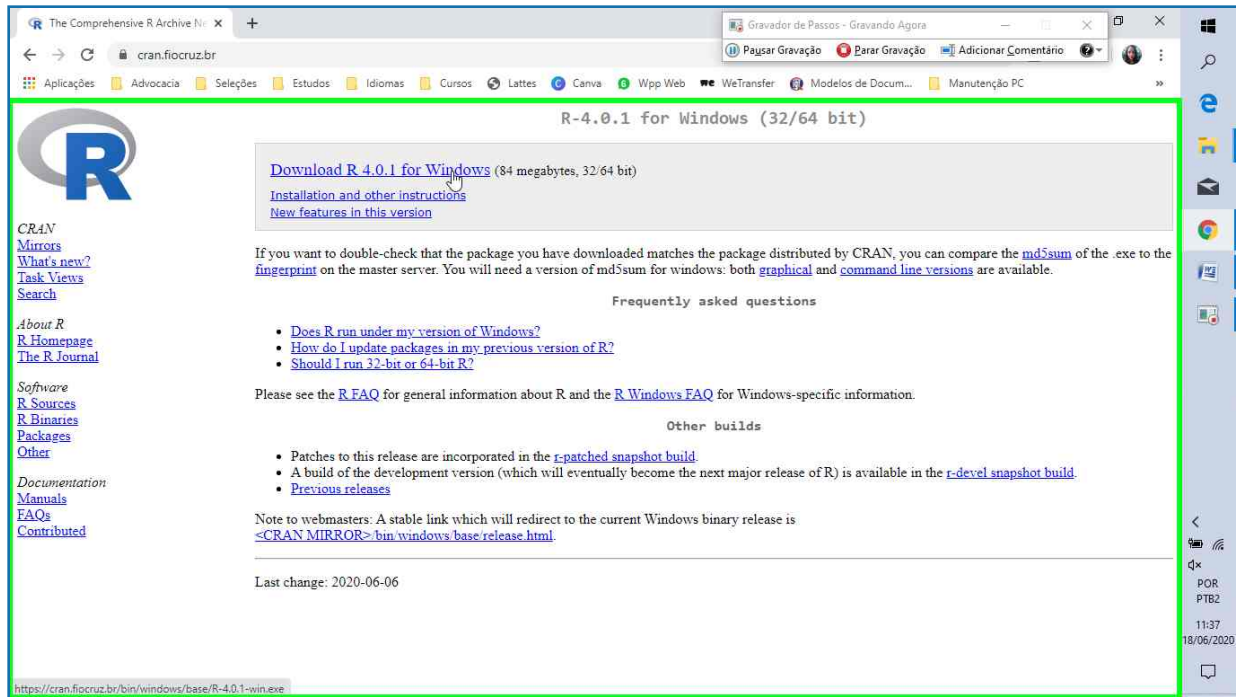 The Comprehensive R Archive Ne
Gravador de Passos - Gravando Agora
Pausar Gravação Parar Gravação Adicionar Comentário
cran.fiocruz.br
Aplicações Advocacia Seleções Estudos Idiomas Cursos Lattes Canva Wpp Web WeTransfer Modelos de Docum... Manutenção PC »
R
R-4.0.1 for Windows (32/64 bit)
Download R 4.0.1 for Windows (84 megabytes, 32/64 bit)
Installation and other instructions
New features in this version
If you want to double-check that the package you have downloaded matches the package distributed by CRAN, you can compare the md5sum of the .exe to the
fingerprint on the master server. You will need a version of md5sum for windows: both graphical and command line versions are available.
Frequently asked questions
• Does R run under my version of Windows?
• How do I update packages in my previous version of R?
• Should I run 32-bit or 64-bit R?
Please see the R FAQ for general information about R and the R Windows FAQ for Windows-specific information.
Other builds
• Patches to this release are incorporated in the r-patched snapshot build.
• A build of the development version (which will eventually become the next major release of R) is available in the r-devel snapshot build.
• Previous releases
Note to webmasters: A stable link which will redirect to the current Windows binary release is
<CRAN MIRROR>/bin/windows/base/release.html.
Last change: 2020-06-06
CRAN
Mirrors
What's new?
Task Views
Search
About R
R Homepage
The R Journal
Software
R Sources
R Binaries
Packages
Other
Documentation
Manuals
FAQs
Contributed
https://cran.fiocruz.br/bin/windows/base/R-4.0.1-win.exe
POR
PTB2
11:37
18/06/2020